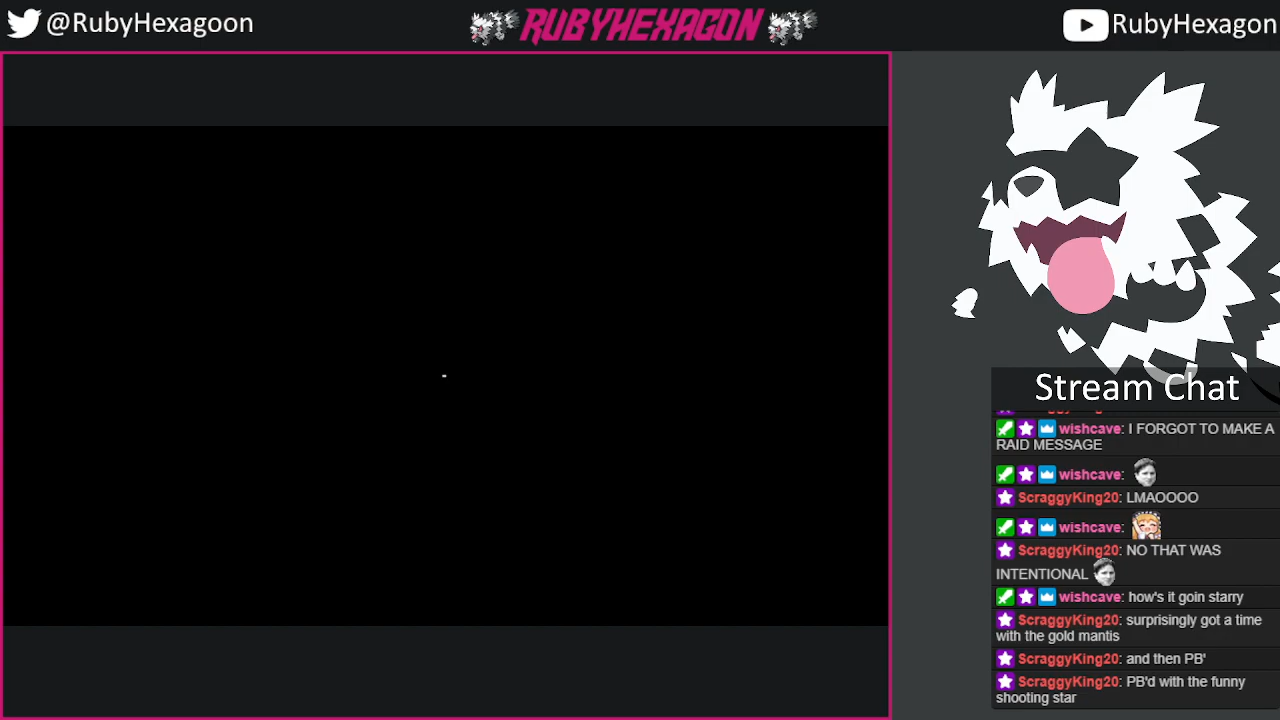 @RubyHexagoon
RUBYHEXAGON
RubyHexagon
Stream Chat
wishcave: I FORGOT TO MAKE A
RAID MESSAGE
wishcave:
ScraggyKing20: LMAOOOO
wishcave:
ScraggyKing20: NO THAT WAS
INTENTIONAL
wishcave: how's it goin starry
ScraggyKing20: surprisingly got a time
with the gold mantis
ScraggyKing20: and then PB'
ScraggyKing20: PB'd with the funny
shooting star